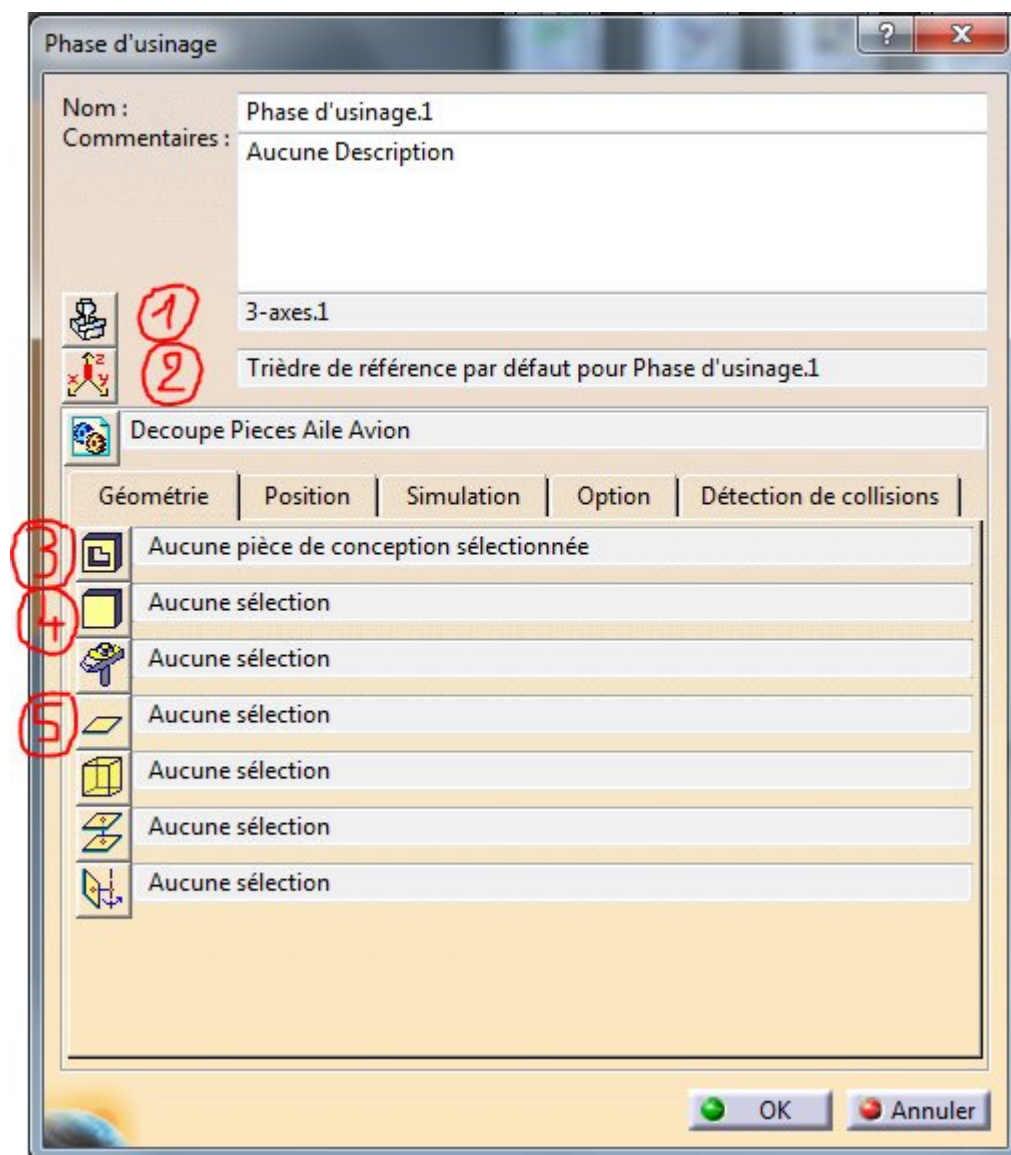 Phase d'usinage
Nom :
Phase d'usinage.1
Commentaires :
Aucune Description
1
3-axes.1
2
Trièdre de référence par défaut pour Phase d'usinage.1
Decoupe Pieces Aile Avion
Géométrie Position Simulation Option Détection de collisions
3
Aucune pièce de conception sélectionnée
4
Aucune sélection
Aucune sélection
5
Aucune sélection
Aucune sélection
Aucune sélection
Aucune sélection
OK Annuler